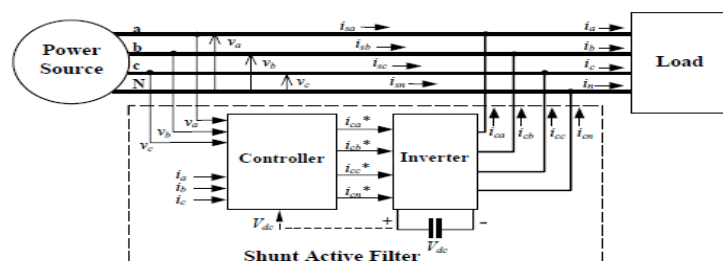 a i_sa i_a
Power Source
b v_a i_sb i_b
c v_b i_sc i_c
N v_c i_sn i_n
Load
v_a
v_b
v_c
i_a
i_b
i_c
Controller
i_ca*
i_cb*
i_cc*
i_cn*
Inverter
i_ca i_cb i_cc i_cn
V_dc + −
V_dc
Shunt Active Filter